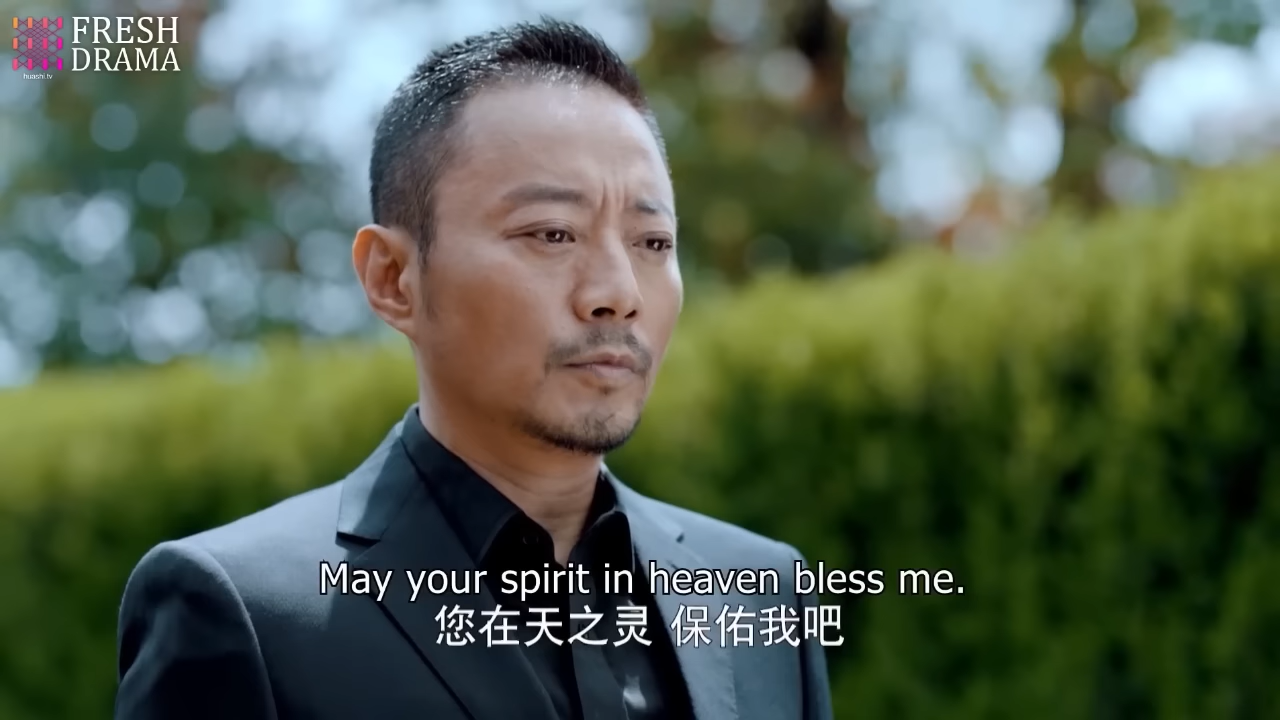 FRESH
DRAMA
huashi.tv
May your spirit in heaven bless me.
您在天之灵 保佑我吧